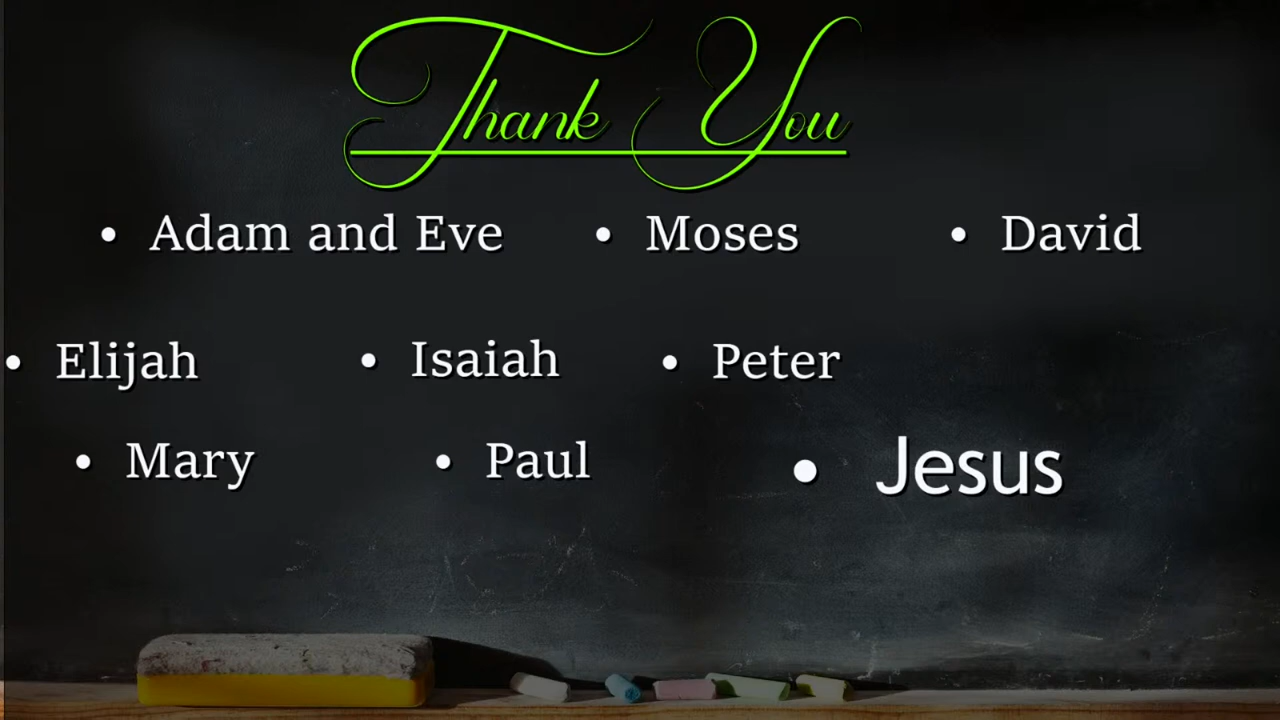 Thank You
• Adam and Eve • Moses • David
• Elijah • Isaiah • Peter
• Mary • Paul • Jesus